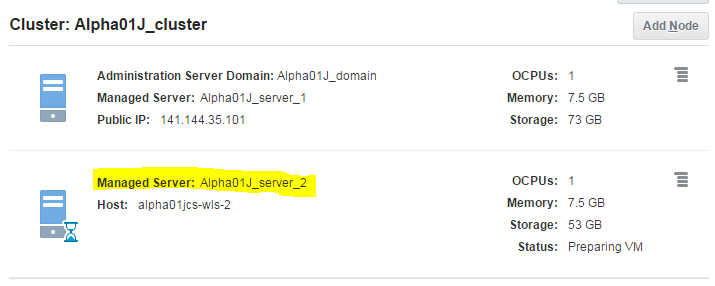 Cluster: Alpha01J_cluster
Add Node
Administration Server Domain: Alpha01J_domain
Managed Server: Alpha01J_server_1
Public IP: 141.144.35.101
OCPUs: 1
Memory: 7.5 GB
Storage: 73 GB
Managed Server: Alpha01J_server_2
Host: alpha01jcs-wls-2
OCPUs: 1
Memory: 7.5 GB
Storage: 53 GB
Status: Preparing VM